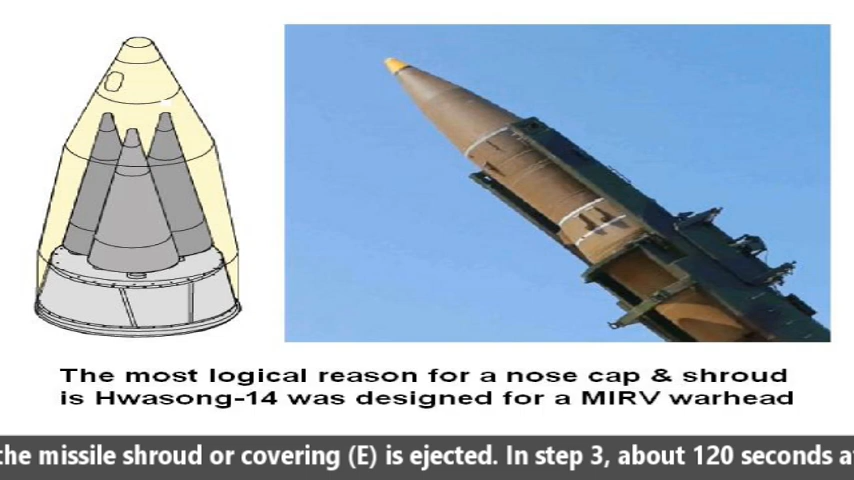 The most logical reason for a nose cap & shroud
is Hwasong-14 was designed for a MIRV warhead
the missile shroud or covering (E) is ejected. In step 3, about 120 seconds a